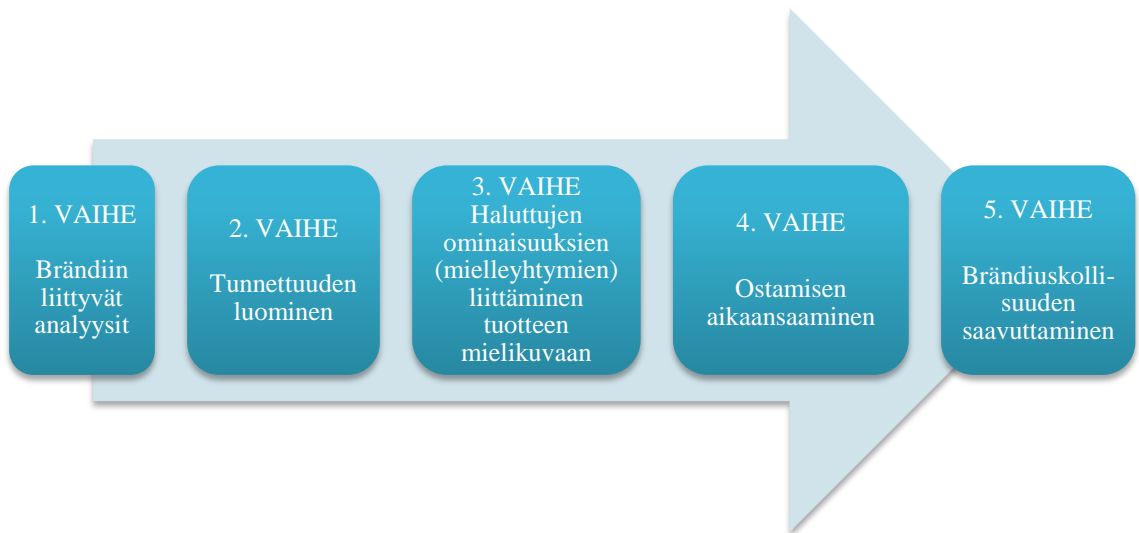 1. VAIHE
Brändiin
liittyvät
analyysit
2. VAIHE
Tunnettuuden
luominen
3. VAIHE
Haluttujen
ominaisuuksien
(mielleyhtymien)
liittäminen
tuotteen
mielikuvaan
4. VAIHE
Ostamisen
aikaansaaminen
5. VAIHE
Brändiuskolli-
suuden
saavuttaminen